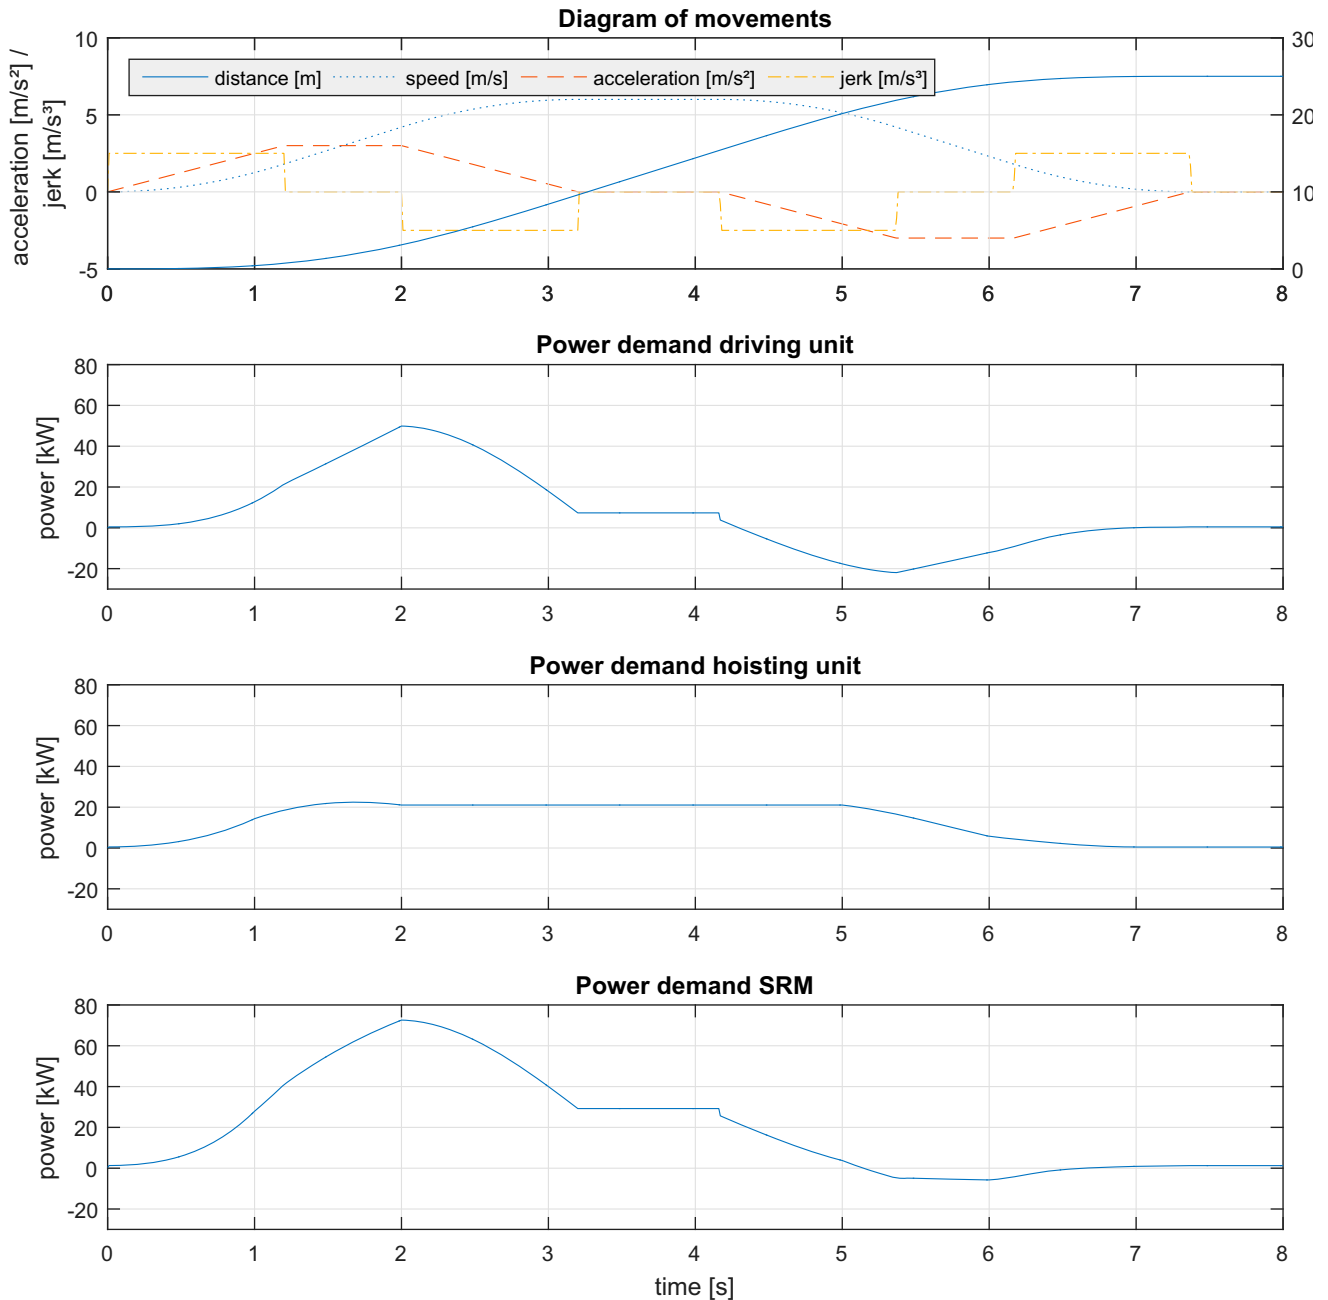 Diagram of movements
acceleration [m/s²] /
jerk [m/s³]
10
5
0
-5
30
20
10
0
distance [m] speed [m/s] acceleration [m/s²] jerk [m/s³]
0 1 2 3 4 5 6 7 8
Power demand driving unit
power [kW]
80
60
40
20
0
-20
0 1 2 3 4 5 6 7 8
Power demand hoisting unit
power [kW]
80
60
40
20
0
-20
0 1 2 3 4 5 6 7 8
Power demand SRM
power [kW]
80
60
40
20
0
-20
0 1 2 3 4 5 6 7 8
time [s]